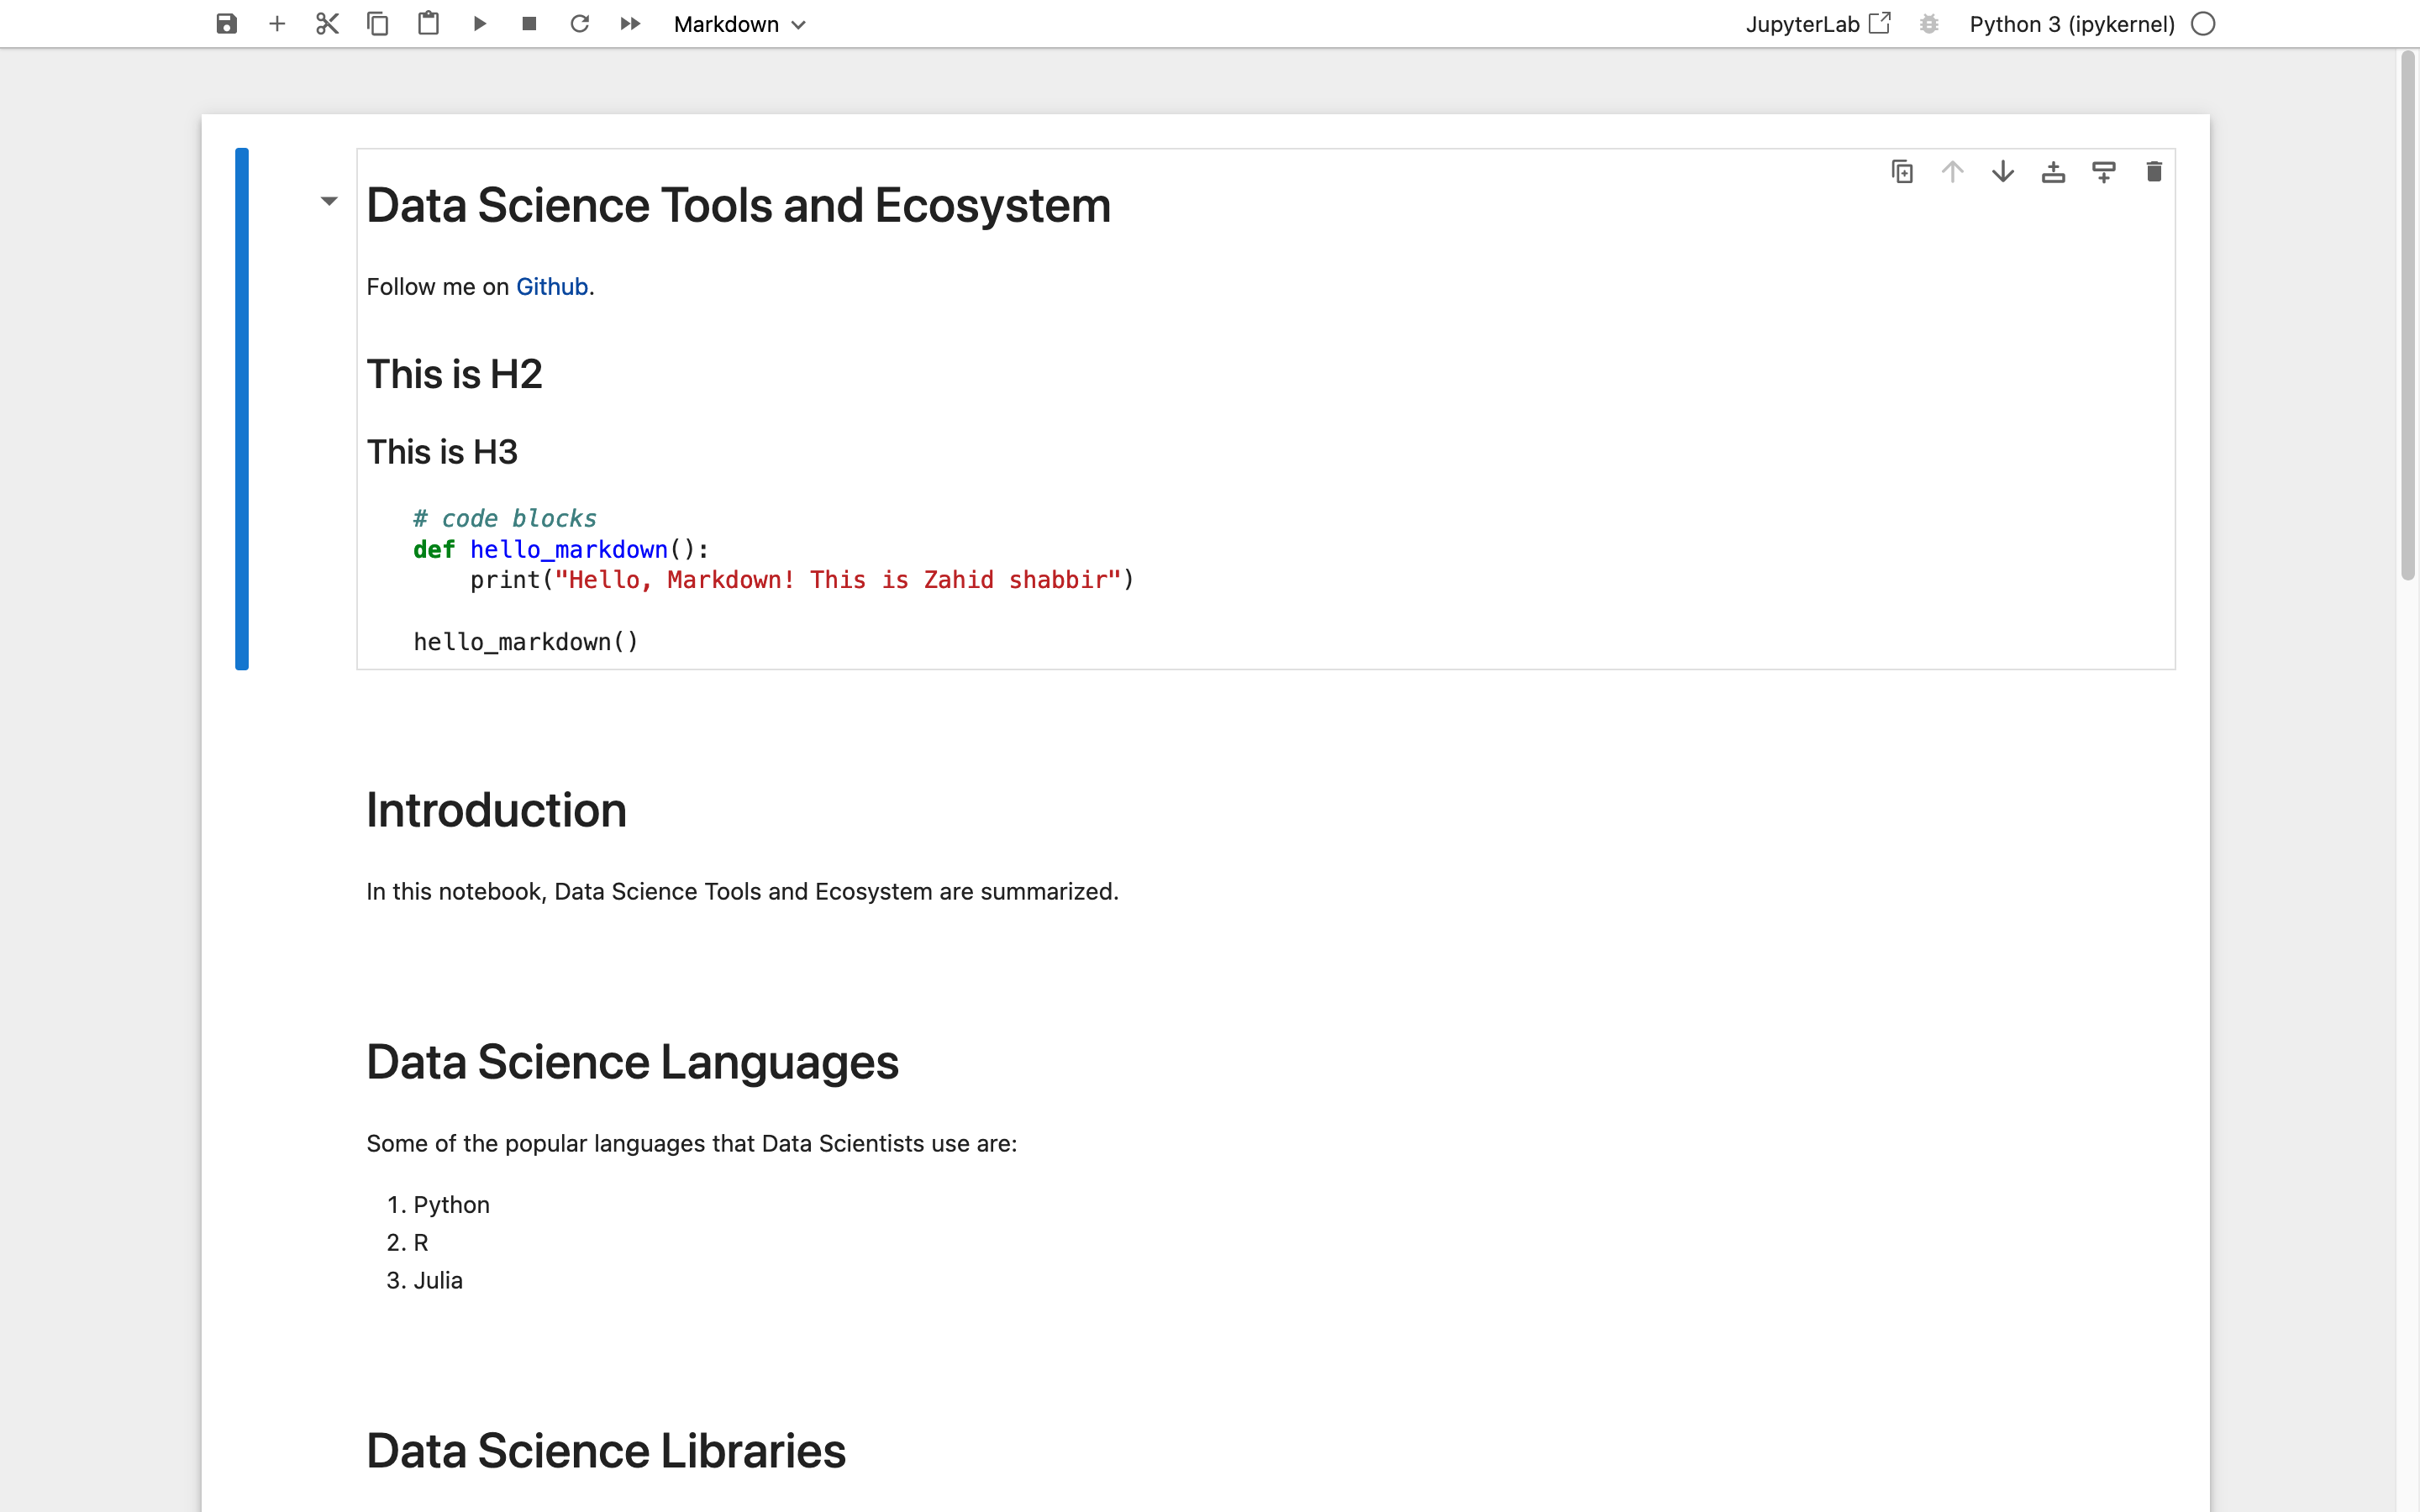 Markdown
JupyterLab
Python 3 (ipykernel)
Data Science Tools and Ecosystem
Follow me on Github.
This is H2
This is H3
# code blocks
def hello_markdown():
    print("Hello, Markdown! This is Zahid shabbir")
hello_markdown()
Introduction
In this notebook, Data Science Tools and Ecosystem are summarized.
Data Science Languages
Some of the popular languages that Data Scientists use are:
1. Python
2. R
3. Julia
Data Science Libraries